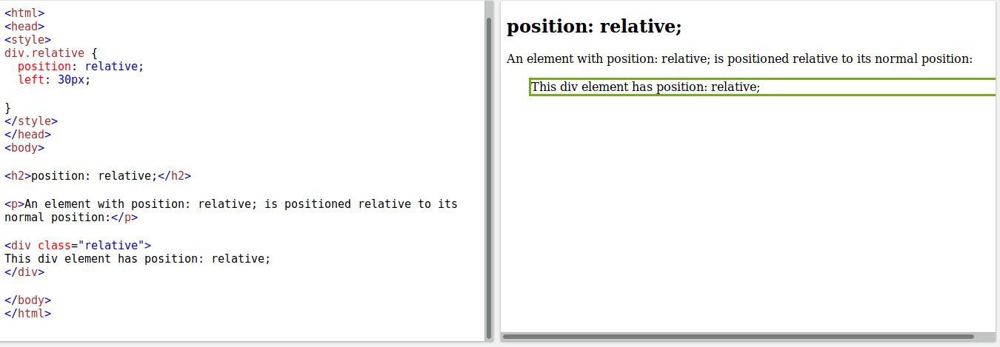 <html>
<head>
<style>
div.relative {
  position: relative;
  left: 30px;
}
</style>
</head>
<body>
<h2>position: relative;</h2>
<p>An element with position: relative; is positioned relative to its
normal position:</p>
<div class="relative">
This div element has position: relative;
</div>
</body>
</html>
position: relative;
An element with position: relative; is positioned relative to its normal position:
This div element has position: relative;